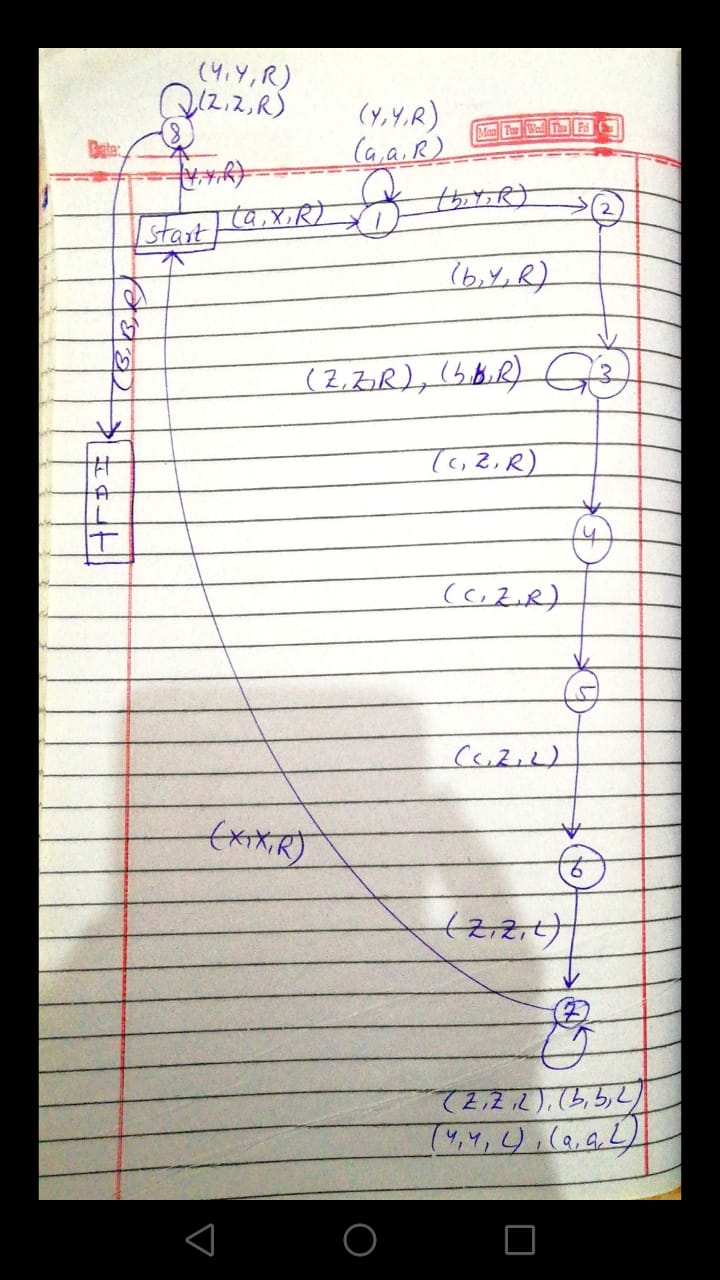 (y,y,R)
(z,z,R)
8
(y,y,R)
(a,a,R)
Mon Tue Wed Thu Fri Sat
Date:
(y,y,R)
Start
(a,x,R)
1
(b,y,R)
2
(b,y,R)
(B,B,R)
(z,z,R), (b,b,R)
3
(c,z,R)
HALT
4
(c,z,R)
5
(c,z,L)
(x,x,R)
6
(z,z,L)
7
(z,z,L), (b,b,L)
(y,y,L), (a,a,L)